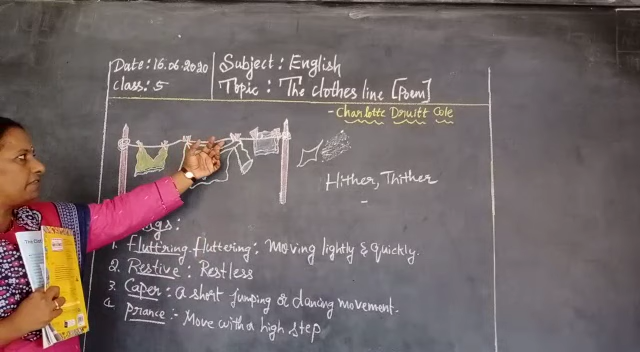 Date: 16.06.2020
Class: 5
Subject: English
Topic: The clothes line [Poem]
- Charlotte Druitt Cole
Hither, Thither
-
1. Fluttring fluttering: Moving lightly & quickly.
2. Restive: Restless
3. Caper: a short jumping or dancing movement.
4. Prance:- Move with a high step